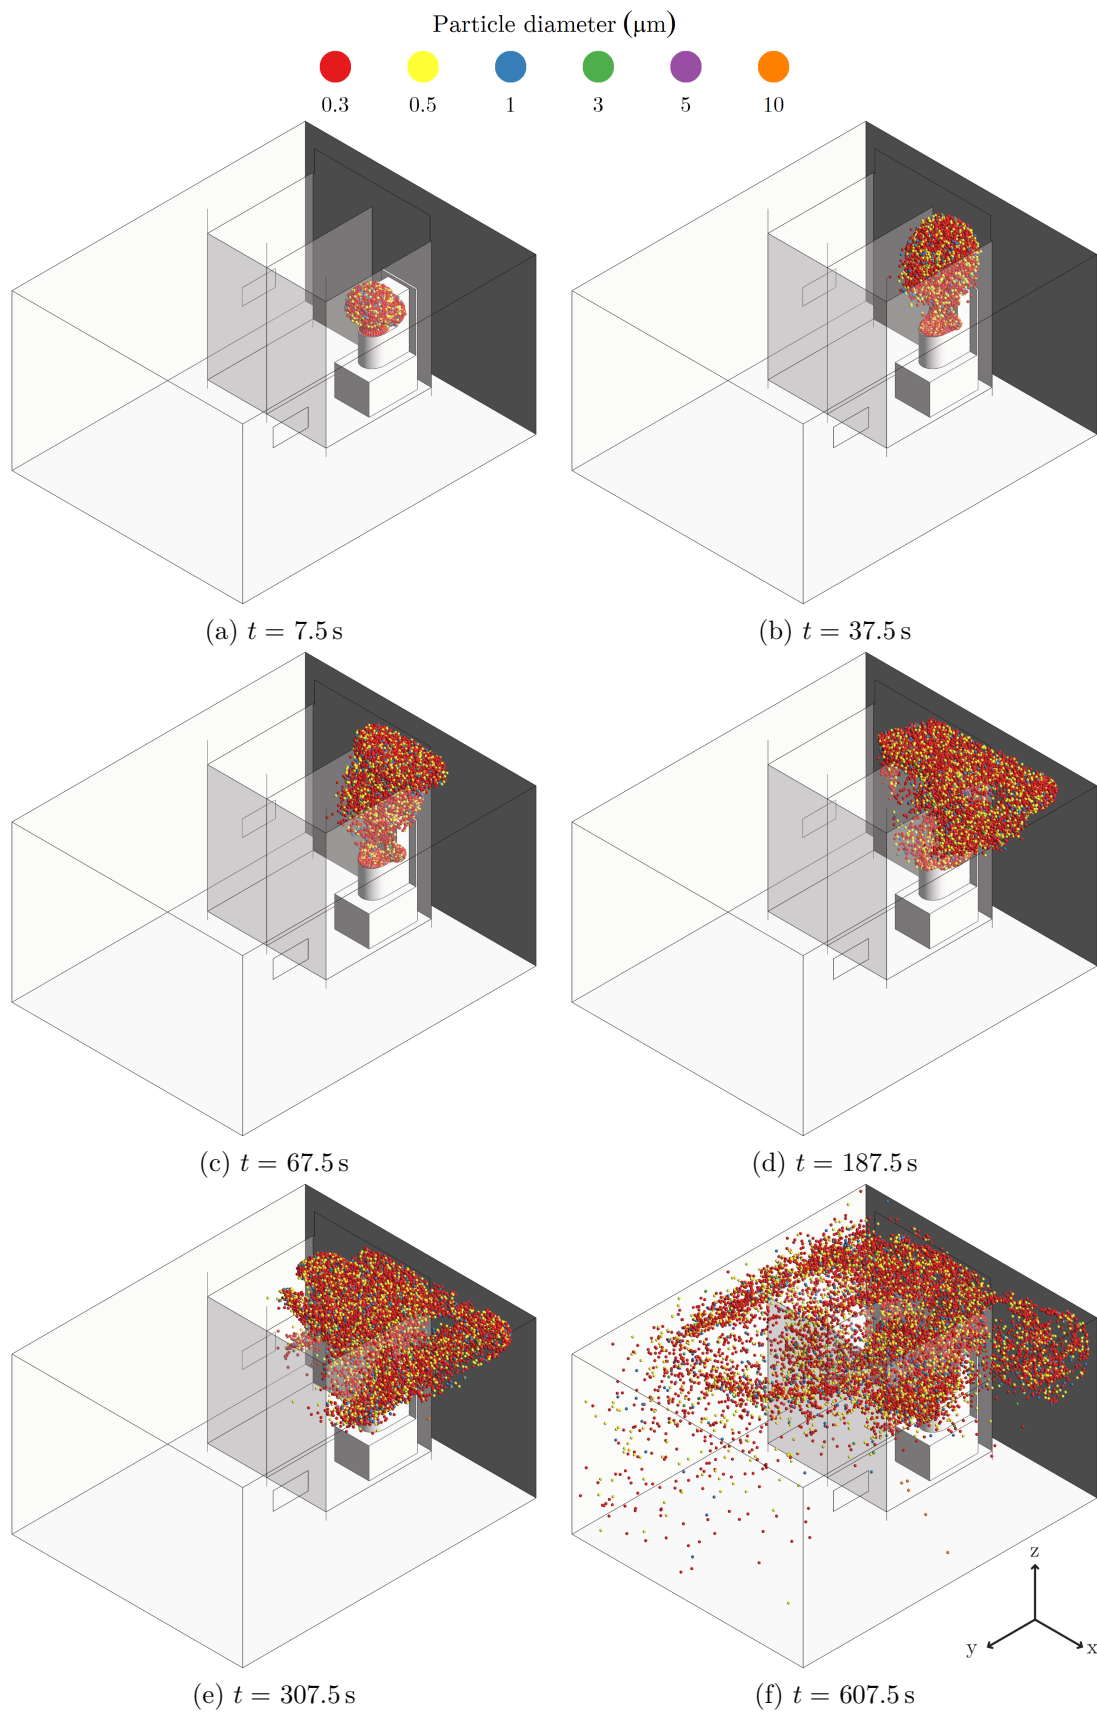 Particle diameter (μm)
0.3 0.5 1 3 5 10
(a) t = 7.5 s
(b) t = 37.5 s
(c) t = 67.5 s
(d) t = 187.5 s
z
y
x
(e) t = 307.5 s
(f) t = 607.5 s